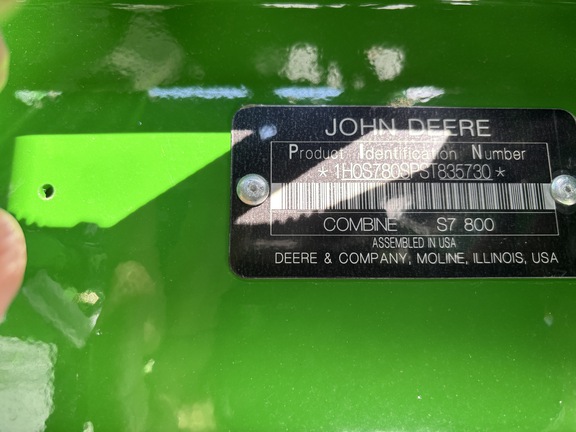 JOHN DEERE
Product Identification Number
*1H0S780SPST835730*
COMBINE S7 800
ASSEMBLED IN USA
DEERE & COMPANY, MOLINE, ILLINOIS, USA